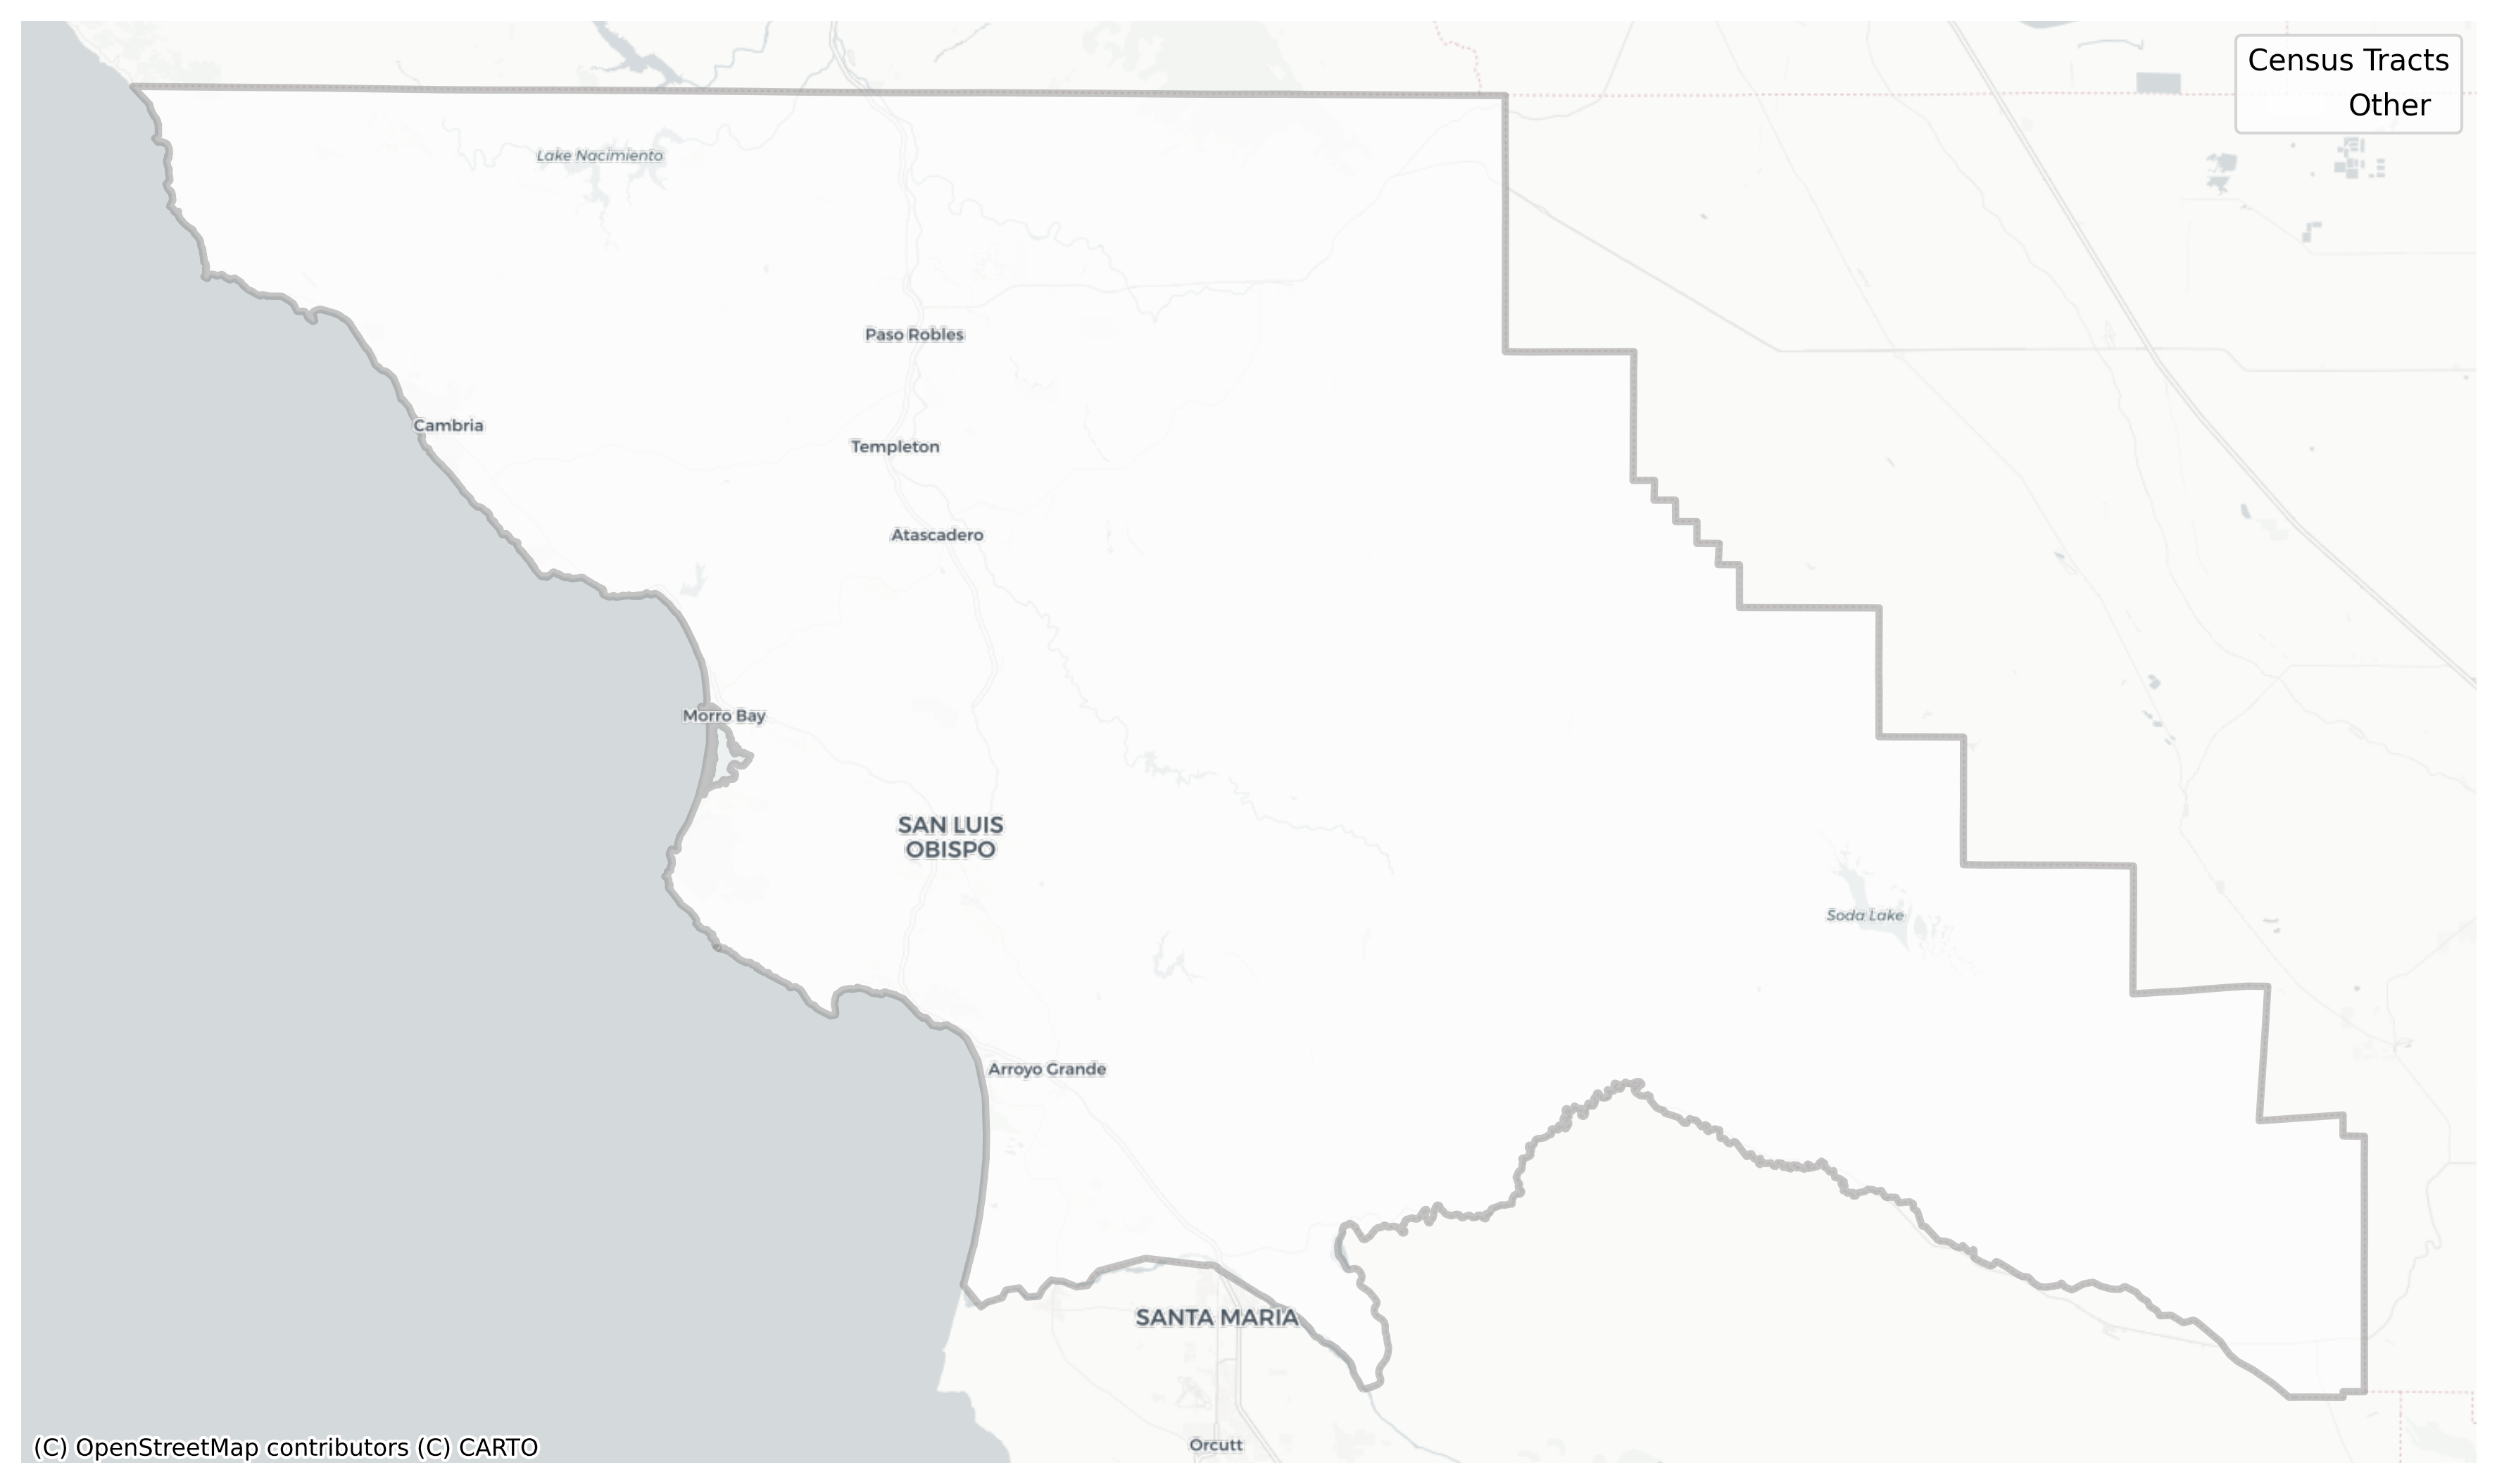 Census Tracts
Other
Lake Nacimiento
Paso Robles
Cambria
Templeton
Atascadero
Morro Bay
SAN LUIS
OBISPO
Soda Lake
Arroyo Grande
SANTA MARIA
Orcutt
(C) OpenStreetMap contributors (C) CARTO